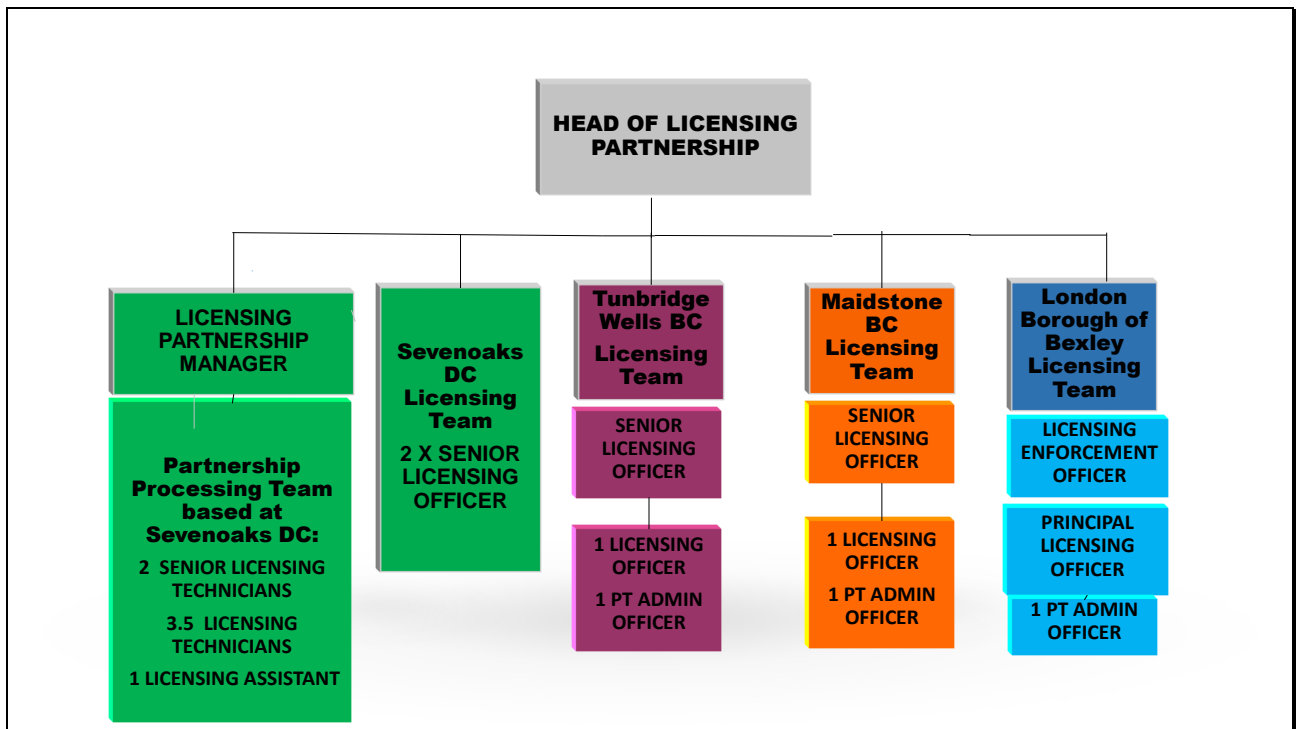 HEAD OF LICENSING
PARTNERSHIP
LICENSING
PARTNERSHIP
MANAGER
Partnership
Processing Team
based at
Sevenoaks DC:
2 SENIOR LICENSING
TECHNICIANS
3.5 LICENSING
TECHNICIANS
1 LICENSING ASSISTANT
Sevenoaks
DC
Licensing
Team
2 X SENIOR
LICENSING
OFFICER
Tunbridge
Wells BC
Licensing
Team
SENIOR
LICENSING
OFFICER
1 LICENSING
OFFICER
1 PT ADMIN
OFFICER
Maidstone
BC
Licensing
Team
SENIOR
LICENSING
OFFICER
1 LICENSING
OFFICER
1 PT ADMIN
OFFICER
London
Borough of
Bexley
Licensing
Team
LICENSING
ENFORCEMENT
OFFICER
PRINCIPAL
LICENSING
OFFICER
1 PT ADMIN
OFFICER